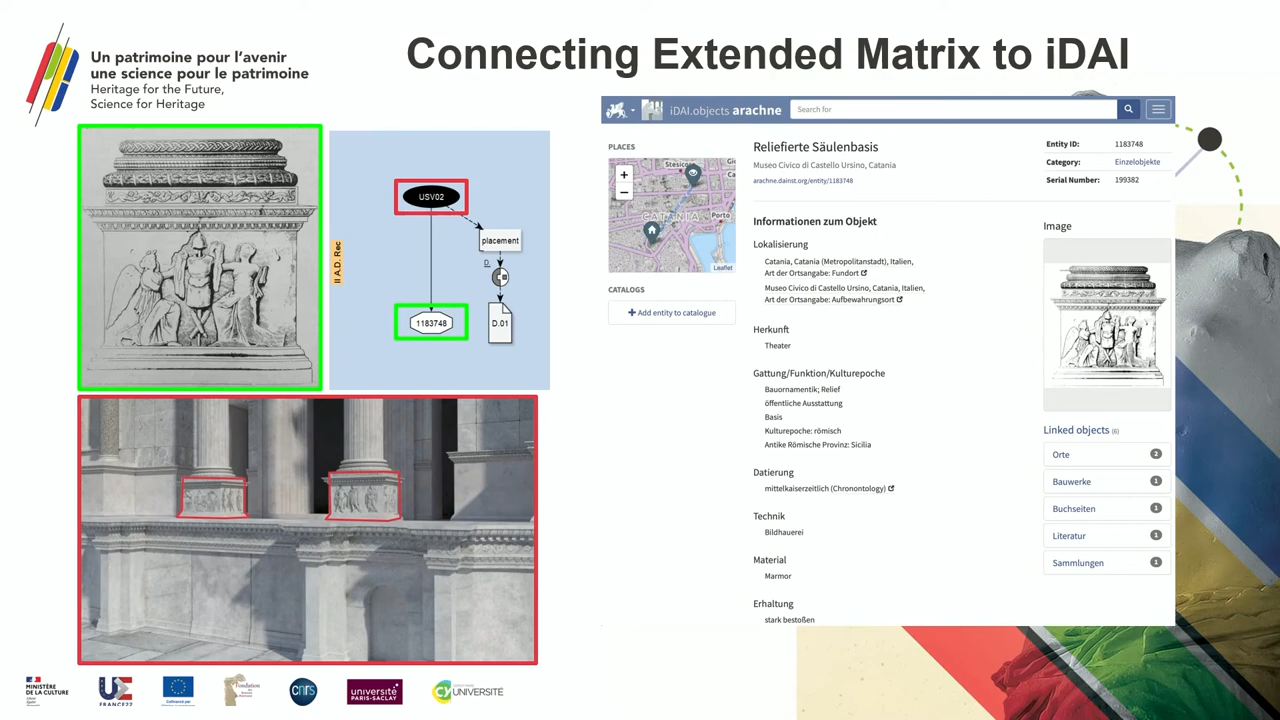 Connecting Extended Matrix to iDAI
Un patrimoine pour l'avenir
une science pour le patrimoine
Heritage for the Future,
Science for Heritage
USV02
placement
D.
II A.D. Rec
1183748
D.01
iDAI.objects arachne
Search for
PLACES
+
−
Stesicor
CATANIA
Porto
Leaflet
CATALOGS
+ Add entity to catalogue
Reliefierte Säulenbasis
Museo Civico di Castello Ursino, Catania
arachne.dainst.org/entity/1183748
Informationen zum Objekt
Lokalisierung
Catania, Catania (Metropolitanstadt), Italien,
Art der Ortsangabe: Fundort
Museo Civico di Castello Ursino, Catania, Italien,
Art der Ortsangabe: Aufbewahrungsort
Herkunft
Theater
Gattung/Funktion/Kulturepoche
Bauornamentik; Relief
öffentliche Ausstattung
Basis
Kulturepoche: römisch
Antike Römische Provinz: Sicilia
Datierung
mittelkaiserzeitlich (Chronontology)
Technik
Bildhauerei
Material
Marmor
Erhaltung
stark bestoßen
Entity ID: 1183748
Category: Einzelobjekte
Serial Number: 199382
Image
Linked objects (6)
Orte 2
Bauwerke 1
Buchseiten 1
Literatur 1
Sammlungen 1
MINISTÈRE
DE LA CULTURE
UE
FRANCE22
Fondation
cnrs
université
PARIS-SACLAY
CY
UNIVERSITÉ